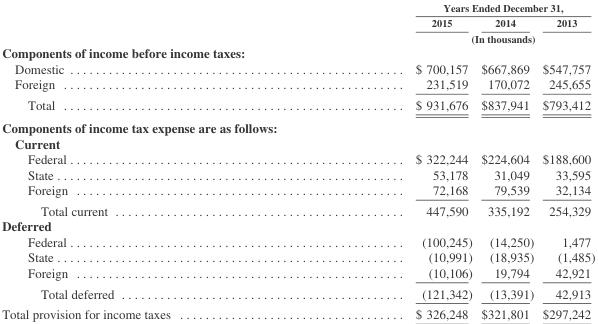 Years Ended December 31,
2015 2014 2013
(In thousands)
Components of income before income taxes:
Domestic . . . . . . . . . . . . . . . . . . . . . . . . . . . . . . . . . . . . . . . . . . . . . . . . . . . . $ 700,157 $667,869 $547,757
Foreign . . . . . . . . . . . . . . . . . . . . . . . . . . . . . . . . . . . . . . . . . . . . . . . . . . . . 231,519 170,072 245,655
Total . . . . . . . . . . . . . . . . . . . . . . . . . . . . . . . . . . . . . . . . . . . . . . . . . . . . $ 931,676 $837,941 $793,412
Components of income tax expense are as follows:
Current
Federal . . . . . . . . . . . . . . . . . . . . . . . . . . . . . . . . . . . . . . . . . . . . . . . . . . . . $ 322,244 $224,604 $188,600
State . . . . . . . . . . . . . . . . . . . . . . . . . . . . . . . . . . . . . . . . . . . . . . . . . . . . 53,178 31,049 33,595
Foreign . . . . . . . . . . . . . . . . . . . . . . . . . . . . . . . . . . . . . . . . . . . . . . . . . . . . 72,168 79,539 32,134
Total current . . . . . . . . . . . . . . . . . . . . . . . . . . . . . . . . . . . . . . . . . . . . . . 447,590 335,192 254,329
Deferred
Federal . . . . . . . . . . . . . . . . . . . . . . . . . . . . . . . . . . . . . . . . . . . . . . . . . . . . (100,245) (14,250) 1,477
State . . . . . . . . . . . . . . . . . . . . . . . . . . . . . . . . . . . . . . . . . . . . . . . . . . . . (10,991) (18,935) (1,485)
Foreign . . . . . . . . . . . . . . . . . . . . . . . . . . . . . . . . . . . . . . . . . . . . . . . . . . . . (10,106) 19,794 42,921
Total deferred . . . . . . . . . . . . . . . . . . . . . . . . . . . . . . . . . . . . . . . . . . . . . (121,342) (13,391) 42,913
Total provision for income taxes . . . . . . . . . . . . . . . . . . . . . . . . . . . . . . . . . . . $ 326,248 $321,801 $297,242